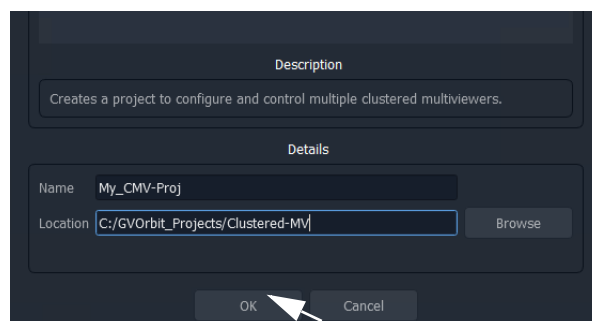 Description
Creates a project to configure and control multiple clustered multiviewers.
Details
Name My_CMV-Proj
Location C:/GVOrbit_Projects/Clustered-MV Browse
OK Cancel